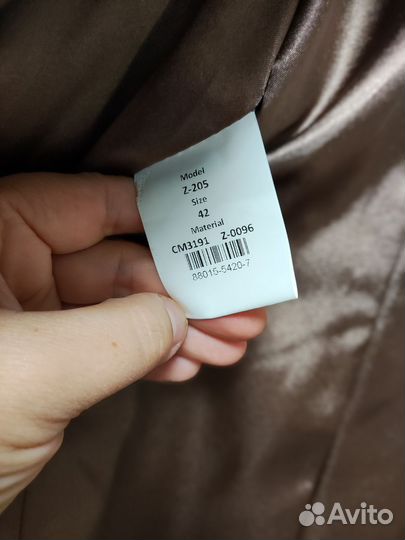 Model
Z-205
Size
42
Material
CM3191 Z-0096
88015-5420-7
Avito